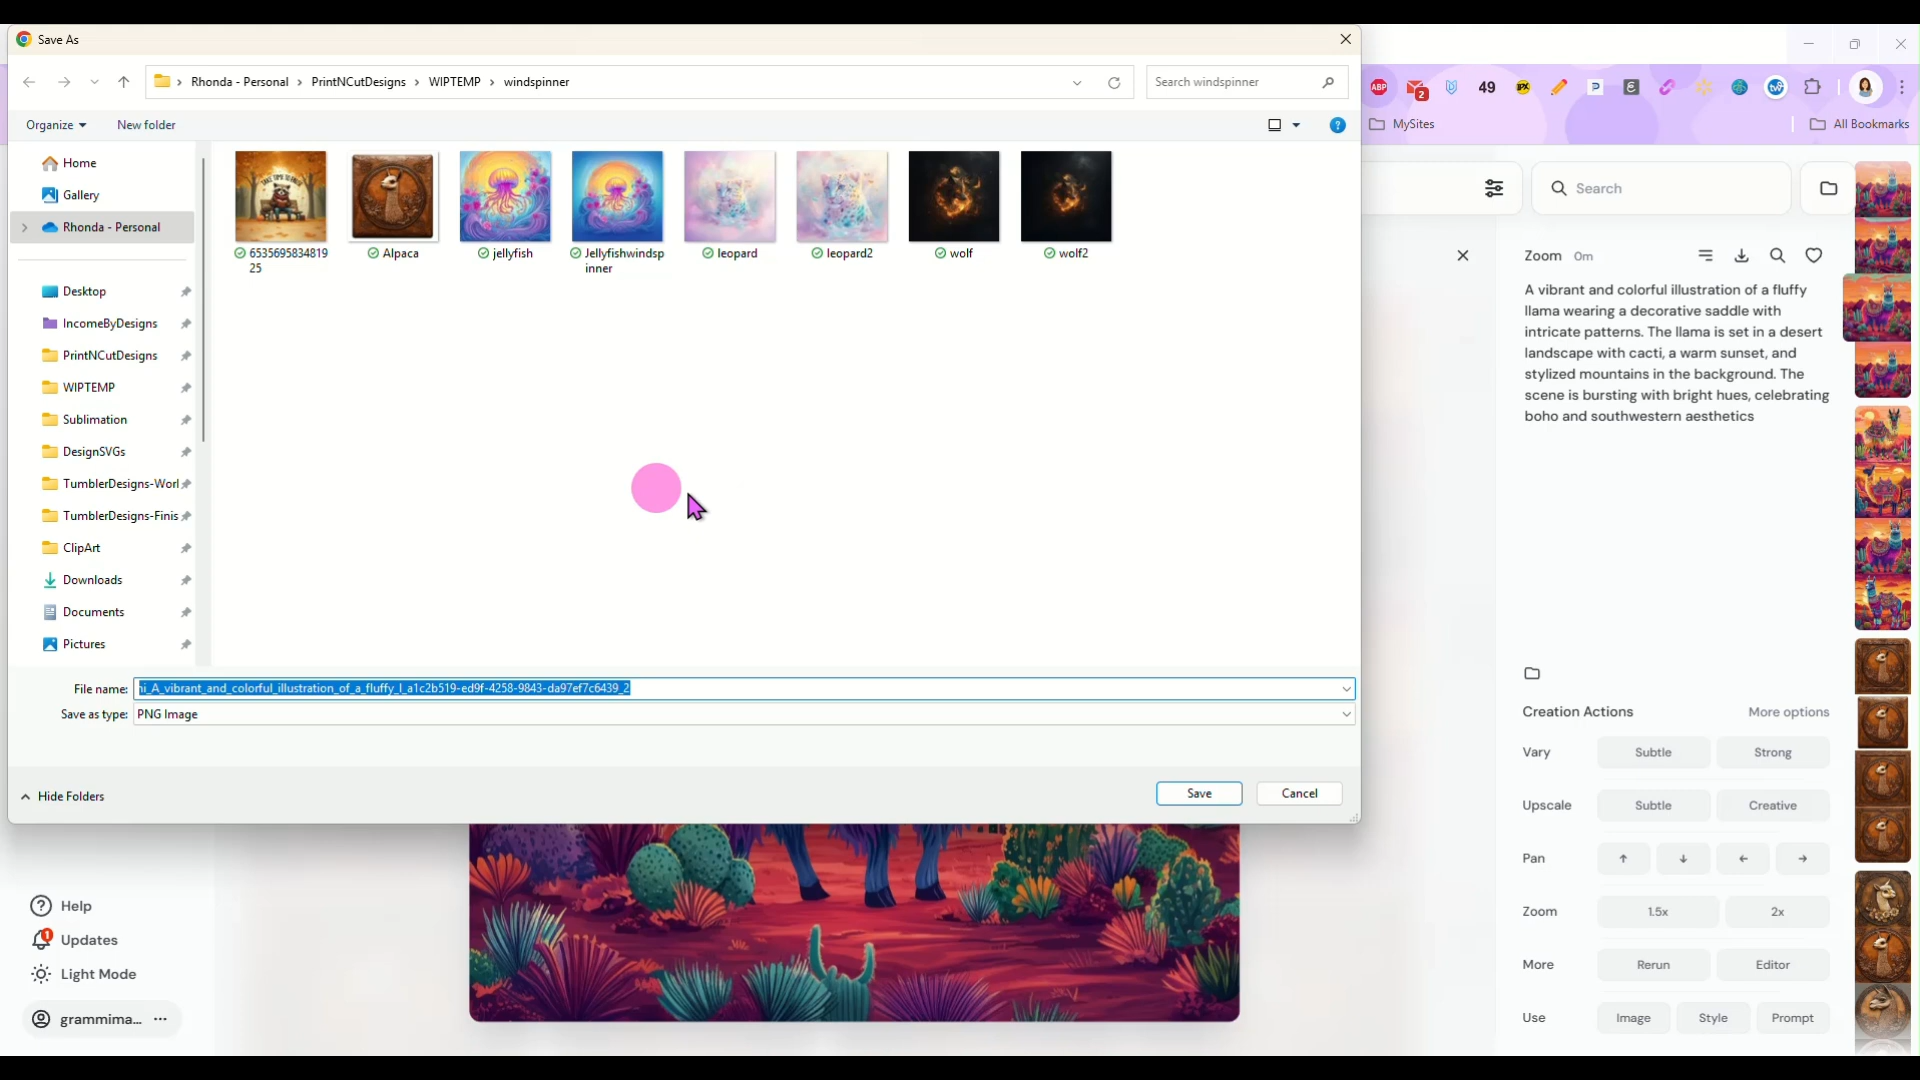 Save As
Rhonda - Personal > PrintNCutDesigns > WIPTEMP > windspinner
Search windspinner
Organize
New folder
Home
Gallery
Rhonda - Personal
Desktop
IncomeByDesigns
PrintNCutDesigns
WIPTEMP
Sublimation
DesignSVGs
TumblerDesigns-Worl
TumblerDesigns-Finis
ClipArt
Downloads
Documents
Pictures
6535695834819
25
Alpaca
jellyfish
Jellyfishwindsp
inner
leopard
leopard2
wolf
wolf2
File name: hi_A_vibrant_and_colorful_illustration_of_a_fluffy_l_a1c2b519-ed9f-4258-9843-da97ef7c6439_2
Save as type: PNG Image
Hide Folders
Save
Cancel
ABP
2
49
MySites
All Bookmarks
Search
Zoom 0m
A vibrant and colorful illustration of a fluffy
llama wearing a decorative saddle with
intricate patterns. The llama is set in a desert
landscape with cacti, a warm sunset, and
stylized mountains in the background. The
scene is bursting with bright hues, celebrating
boho and southwestern aesthetics
Creation Actions
More options
Vary
Subtle
Strong
Upscale
Subtle
Creative
Pan
↑ ↓ ← →
Zoom
1.5x
2x
More
Rerun
Editor
Use
Image
Style
Prompt
Help
1
Updates
Light Mode
grammima... ···